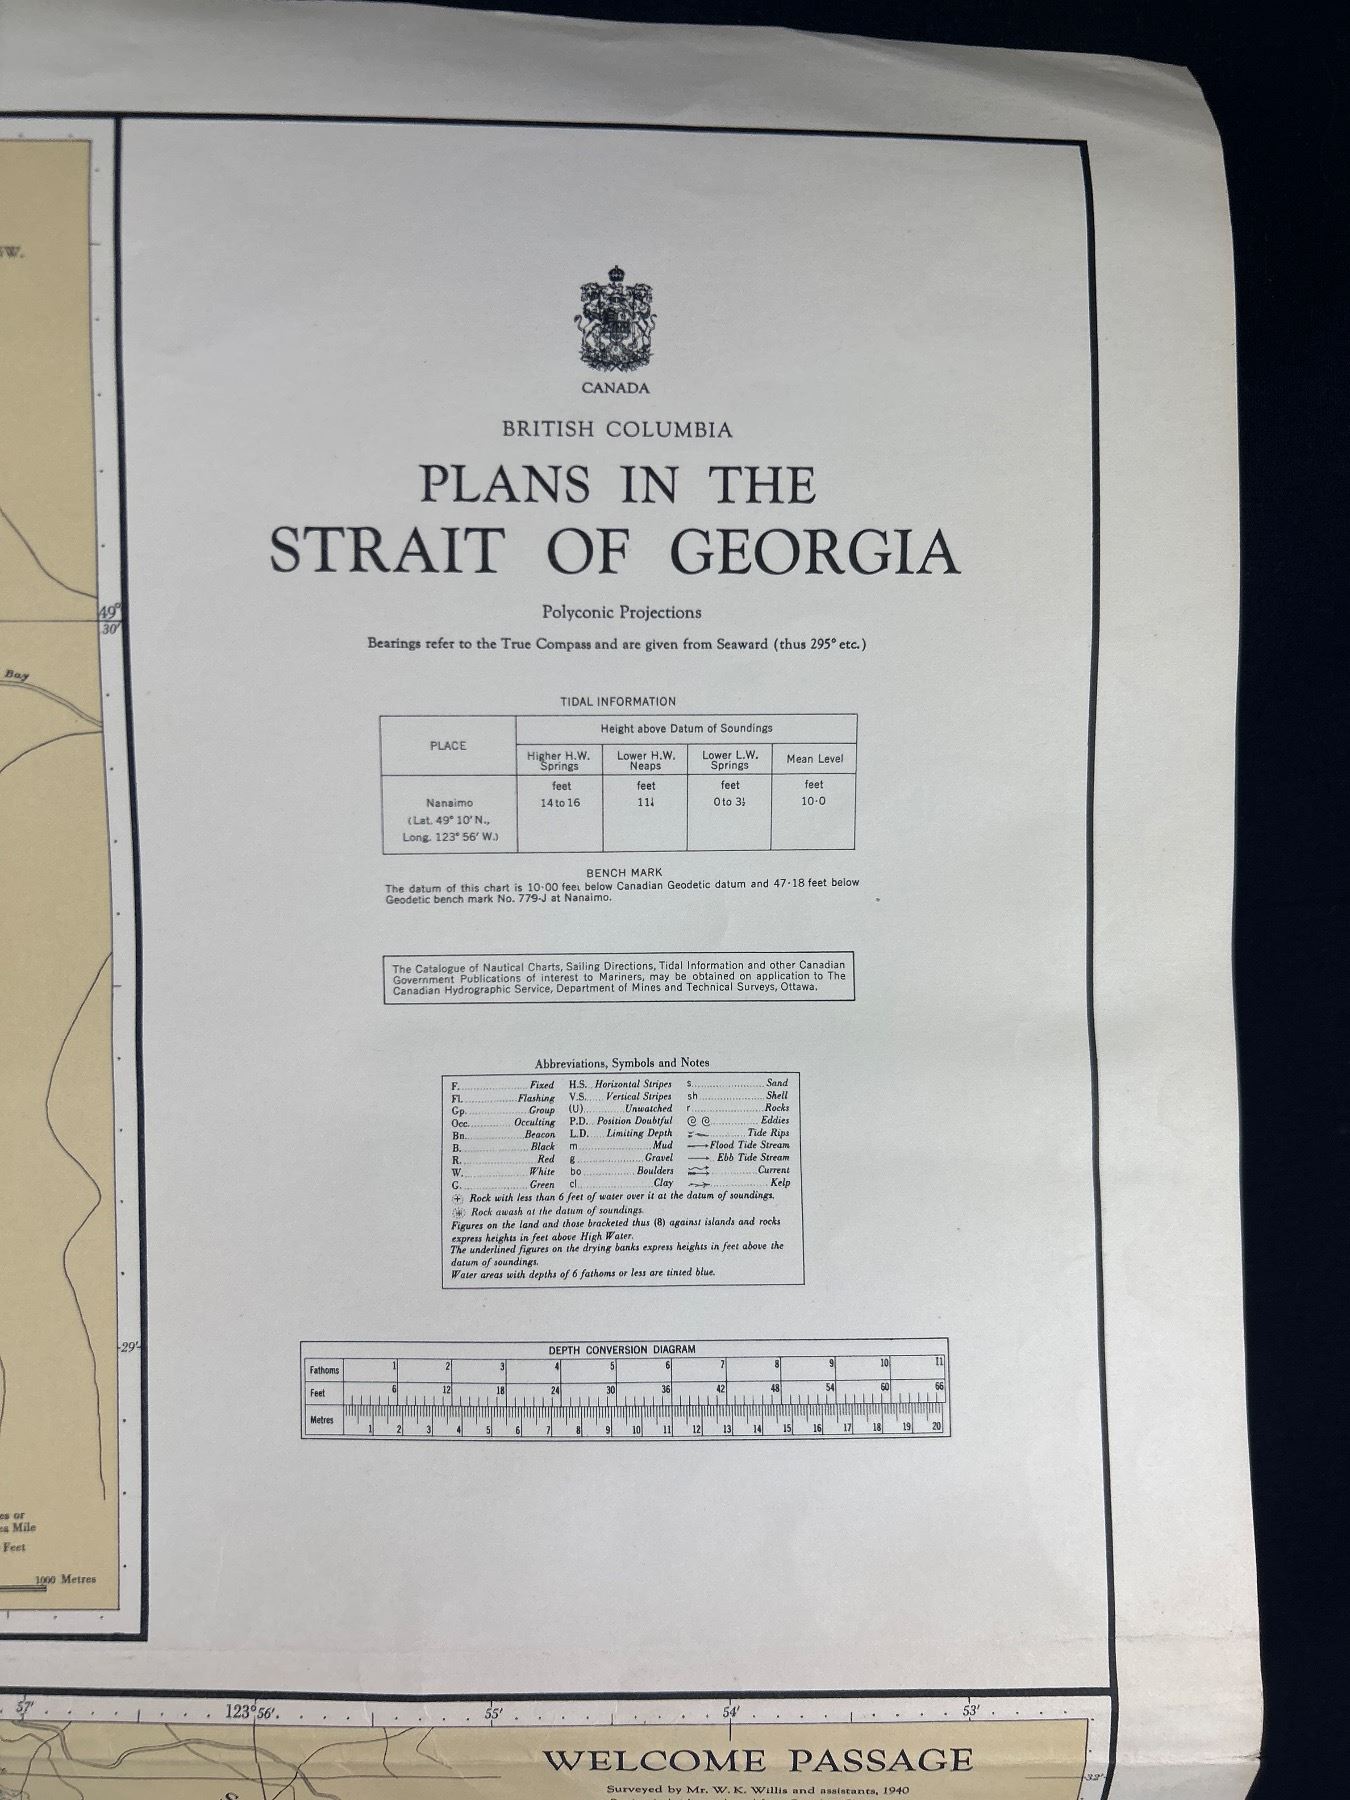 W.
49°
30'
Bay
29'
es or
ea Mile
Feet
1000 Metres
CANADA
BRITISH COLUMBIA
PLANS IN THE
STRAIT OF GEORGIA
Polyconic Projections
Bearings refer to the True Compass and are given from Seaward (thus 295° etc.)
TIDAL INFORMATION
PLACE
Height above Datum of Soundings
Higher H.W. Springs
Lower H.W. Neaps
Lower L.W. Springs
Mean Level
feet feet feet feet
Nanaimo 14 to 16 10·0
(Lat. 49° 10' N.,
Long. 123° 56' W.)
BENCH MARK
The datum of this chart is 10·00 feet below Canadian Geodetic datum and 47·18 feet below
Geodetic bench mark No. 779-J at Nanaimo.
The Catalogue of Nautical Charts, Sailing Directions, Tidal Information and other Canadian
Government Publications of interest to Mariners, may be obtained on application to The
Canadian Hydrographic Service, Department of Mines and Technical Surveys, Ottawa.
Abbreviations, Symbols and Notes
F. Fixed H.S. Horizontal Stripes s Sand
Fl. Flashing V.S. Vertical Stripes sh Shell
Gp. Group (U) Unwatched r Rocks
Occ. Occulting P.D. Position Doubtful Eddies
Bn. Beacon L.D. Limiting Depth Tide Rips
B. Black m Mud Flood Tide Stream
R. Red g Gravel Ebb Tide Stream
W. White bo Boulders Current
G. Green cl Clay Kelp
Rock with less than 6 feet of water over it at the datum of soundings.
Rock awash at the datum of soundings.
Figures on the land and those bracketed thus (8) against islands and rocks
express heights in feet above High Water.
The underlined figures on the drying banks express heights in feet above the
datum of soundings.
Water areas with depths of 6 fathoms or less are tinted blue.
DEPTH CONVERSION DIAGRAM
Fathoms 1 2 3 4 5 6 7 8 9 10 11
Feet 6 12 18 24 30 36 42 48 54 60 66
Metres 1 2 3 4 5 6 7 8 9 10 11 12 13 14 15 16 17 18 19 20
57' 123°56' 55' 54' 53'
WELCOME PASSAGE
32'
Surveyed by Mr. W. K. Willis and assistants, 1940